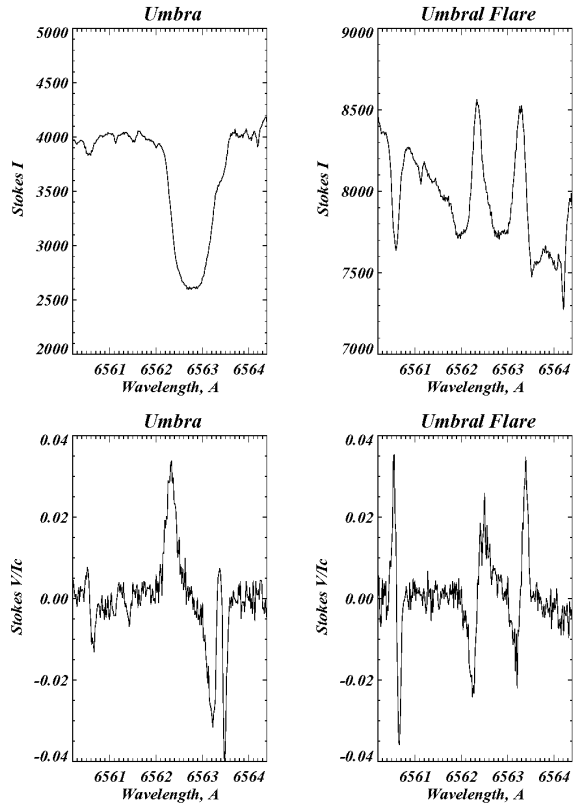 Umbra
Umbral Flare
5000
4500
4000
3500
3000
2500
2000
Stokes I
6561 6562 6563 6564
Wavelength, A
9000
8500
8000
7500
7000
Stokes I
6561 6562 6563 6564
Wavelength, A
Umbra
Umbral Flare
0.04
0.02
0.00
-0.02
-0.04
Stokes V/Ic
6561 6562 6563 6564
Wavelength, A
0.04
0.02
0.00
-0.02
-0.04
Stokes V/Ic
6561 6562 6563 6564
Wavelength, A